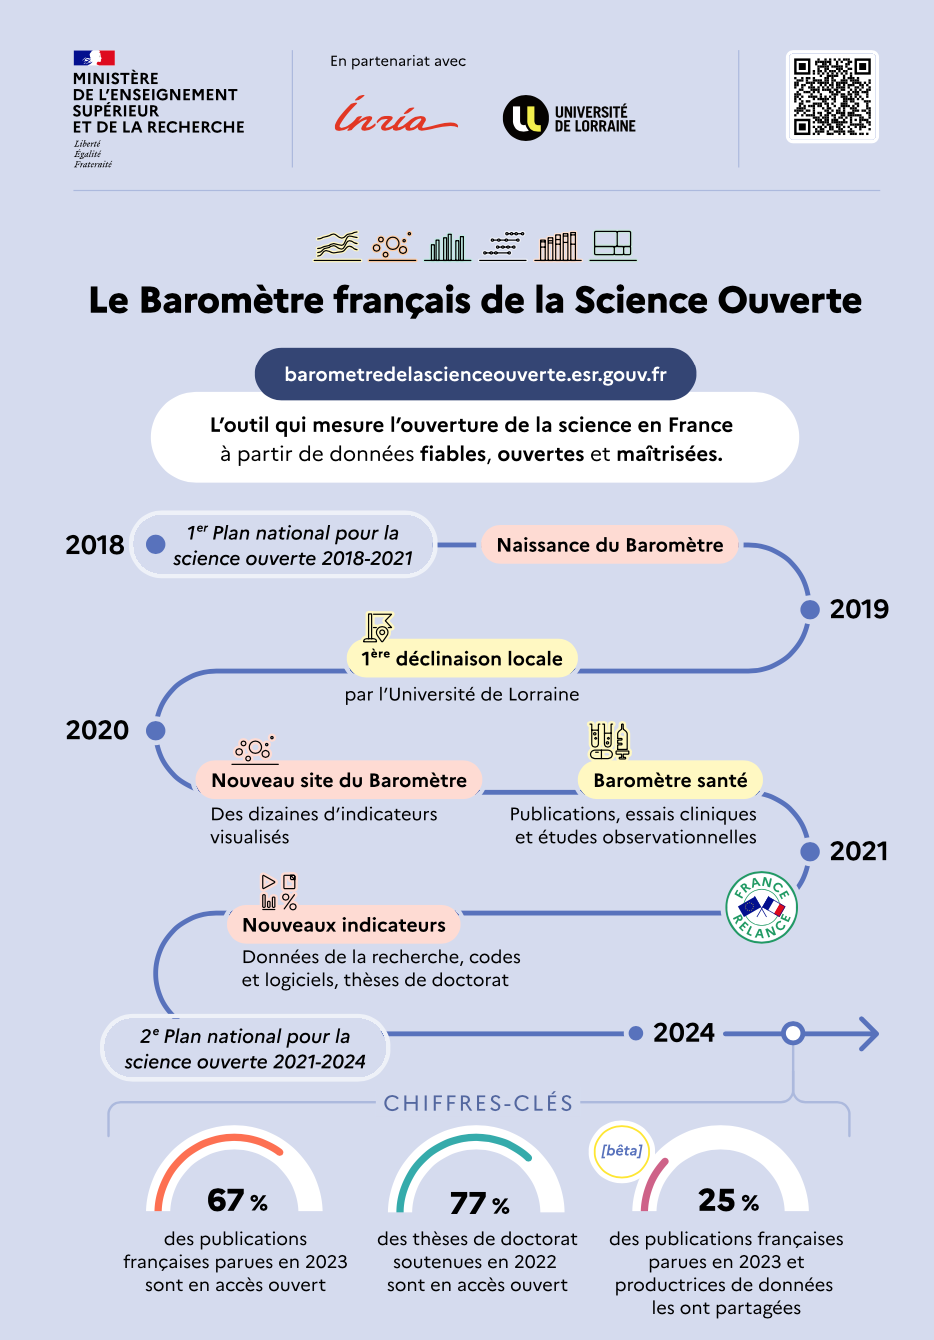 MINISTÈRE
DE L'ENSEIGNEMENT
SUPÉRIEUR
ET DE LA RECHERCHE
Liberté
Égalité
Fraternité
En partenariat avec
Inria
UNIVERSITÉ
DE LORRAINE
Le Baromètre français de la Science Ouverte
barometredelascienceouverte.esr.gouv.fr
L'outil qui mesure l'ouverture de la science en France
à partir de données fiables, ouvertes et maîtrisées.
2018
1er Plan national pour la
science ouverte 2018-2021
Naissance du Baromètre
2019
1ère déclinaison locale
par l'Université de Lorraine
2020
Nouveau site du Baromètre
Des dizaines d'indicateurs
visualisés
Baromètre santé
Publications, essais cliniques
et études observationnelles
2021
FRANCE
RELANCE
Nouveaux indicateurs
Données de la recherche, codes
et logiciels, thèses de doctorat
2e Plan national pour la
science ouverte 2021-2024
2024
CHIFFRES-CLÉS
67 %
des publications
françaises parues en 2023
sont en accès ouvert
77 %
des thèses de doctorat
soutenues en 2022
sont en accès ouvert
[bêta]
25 %
des publications françaises
parues en 2023 et
productrices de données
les ont partagées